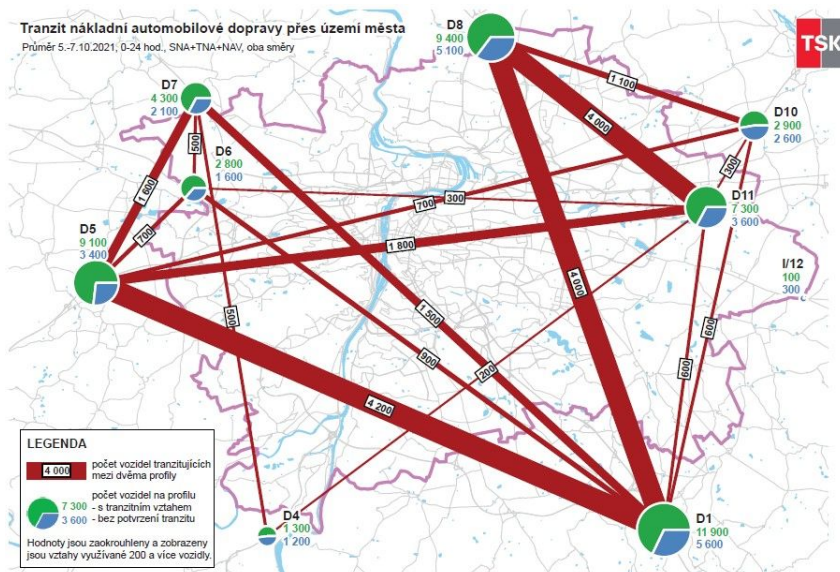 Tranzit nákladní automobilové dopravy přes území města
Průměr 5.-7.10.2021, 0-24 hod., SNA+TNA+NAV, oba směry
TSK
D8
9 400
5 100
D7
4 300
2 100
1 100
4 000
D10
2 900
2 600
500
D6
2 800
1 600
300
1 600
D11
7 300
3 600
300
700
700
D5
9 100
3 400
1 800
I/12
100
300
4 000
500
1 500
600
900
200
600
4 200
LEGENDA
4 000
počet vozidel tranzitujících
mezi dvěma profily
7 300
3 600
počet vozidel na profilu
- s tranzitním vztahem
- bez potvrzení tranzitu
Hodnoty jsou zaokrouhleny a zobrazeny
jsou vztahy využívané 200 a více vozidly.
D4
1 300
1 200
D1
11 900
5 600